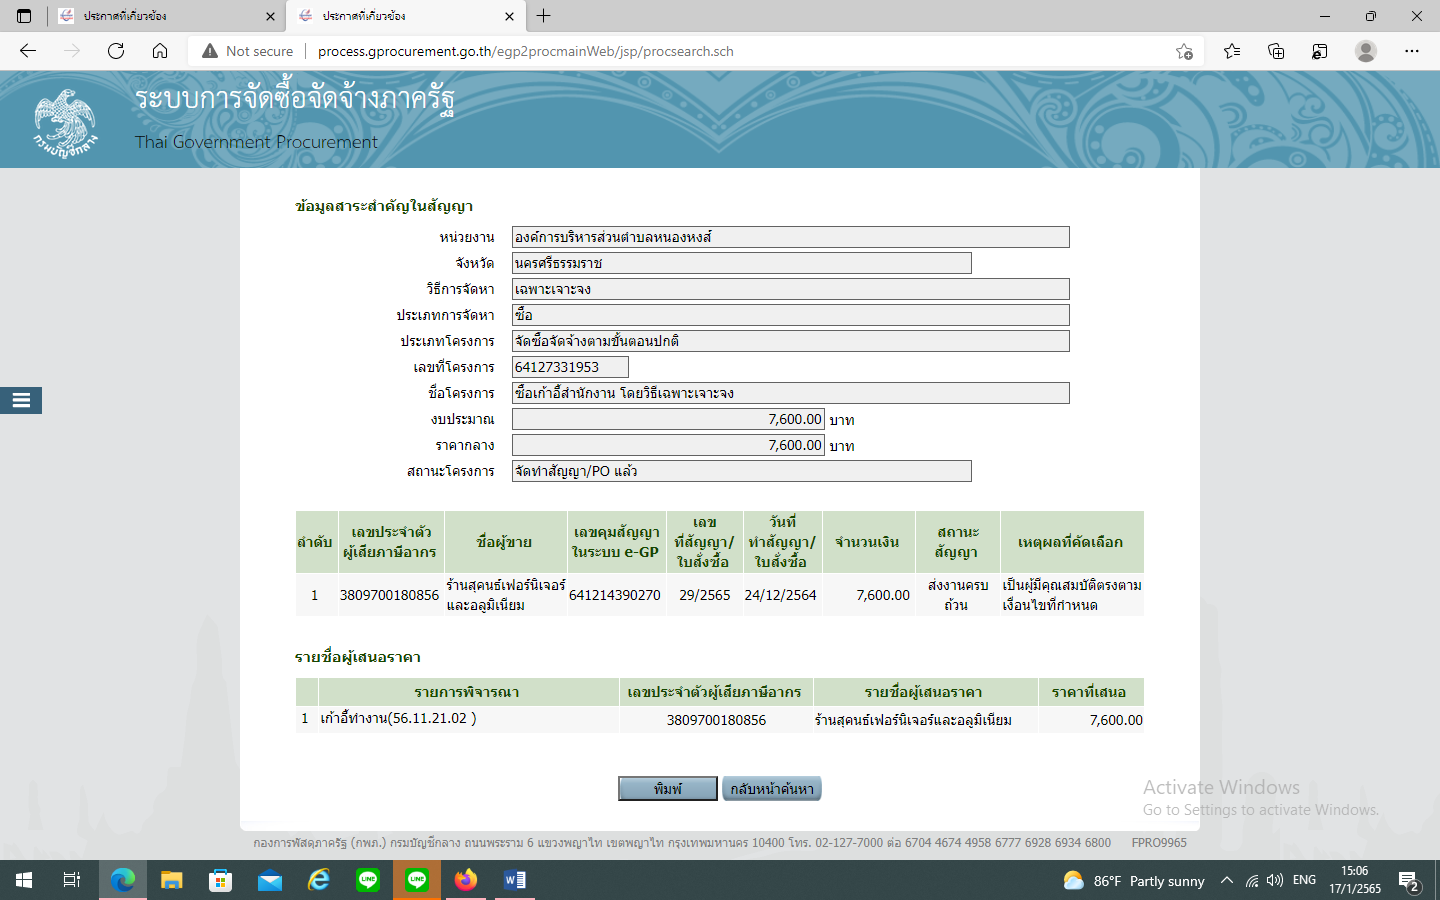 ประกาศที่เกี่ยวข้อง
ประกาศที่เกี่ยวข้อง
Not secure
process.gprocurement.go.th/egp2procmainWeb/jsp/procsearch.sch
ระบบการจัดซื้อจัดจ้างภาครัฐ
Thai Government Procurement
กรมบัญชีกลาง
ข้อมูลสาระสำคัญในสัญญา
หน่วยงาน องค์การบริหารส่วนตำบลหนองหงส์
จังหวัด นครศรีธรรมราช
วิธีการจัดหา เฉพาะเจาะจง
ประเภทการจัดหา ซื้อ
ประเภทโครงการ จัดซื้อจัดจ้างตามขั้นตอนปกติ
เลขที่โครงการ 64127331953
ชื่อโครงการ ซื้อเก้าอี้สำนักงาน โดยวิธีเฉพาะเจาะจง
งบประมาณ 7,600.00 บาท
ราคากลาง 7,600.00 บาท
สถานะโครงการ จัดทำสัญญา/PO แล้ว
ลำดับ เลขประจำตัวผู้เสียภาษีอากร ชื่อผู้ขาย เลขคุมสัญญาในระบบ e-GP เลขที่สัญญา/ใบสั่งซื้อ วันที่ทำสัญญา/ใบสั่งซื้อ จำนวนเงิน สถานะสัญญา เหตุผลที่คัดเลือก
1 3809700180856 ร้านสุคนธ์เฟอร์นิเจอร์และอลูมิเนียม 641214390270 29/2565 24/12/2564 7,600.00 ส่งงานครบถ้วน เป็นผู้มีคุณสมบัติตรงตามเงื่อนไขที่กำหนด
รายชื่อผู้เสนอราคา
รายการพิจารณา เลขประจำตัวผู้เสียภาษีอากร รายชื่อผู้เสนอราคา ราคาที่เสนอ
1 เก้าอี้ทำงาน(56.11.21.02 ) 3809700180856 ร้านสุคนธ์เฟอร์นิเจอร์และอลูมิเนียม 7,600.00
พิมพ์ กลับหน้าค้นหา
Activate Windows
Go to Settings to activate Windows.
กองการพัสดุภาครัฐ (กพภ.) กรมบัญชีกลาง ถนนพระราม 6 แขวงพญาไท เขตพญาไท กรุงเทพมหานคร 10400 โทร. 02-127-7000 ต่อ 6704 4674 4958 6777 6928 6934 6800 FPRO9965
86°F Partly sunny ENG 15:06
17/1/2565
2